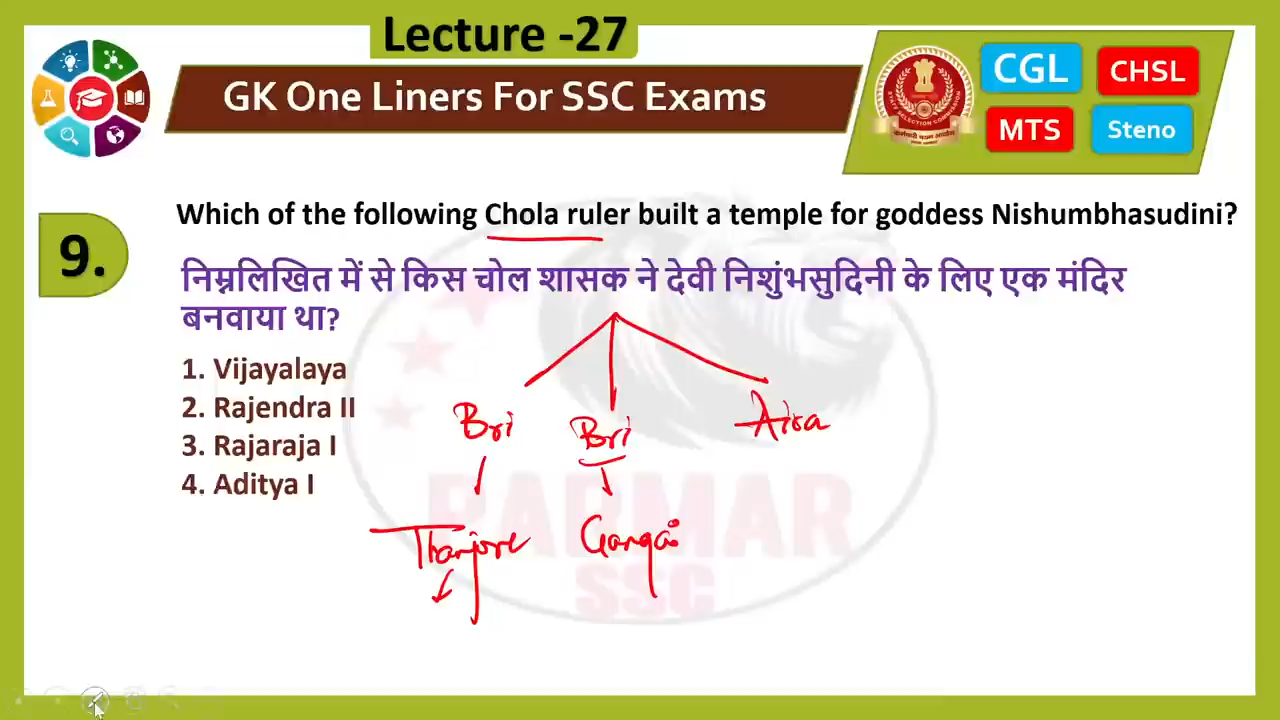 Lecture -27
GK One Liners For SSC Exams
CGL
CHSL
MTS
Steno
9.
Which of the following Chola ruler built a temple for goddess Nishumbhasudini?
निम्नलिखित में से किस चोल शासक ने देवी निशुंभसुदिनी के लिए एक मंदिर
बनवाया था?
1. Vijayalaya
2. Rajendra II
3. Rajaraja I
4. Aditya I
Bri
Bri
Aira
Thanjore
Gangai
PARMAR
SSC